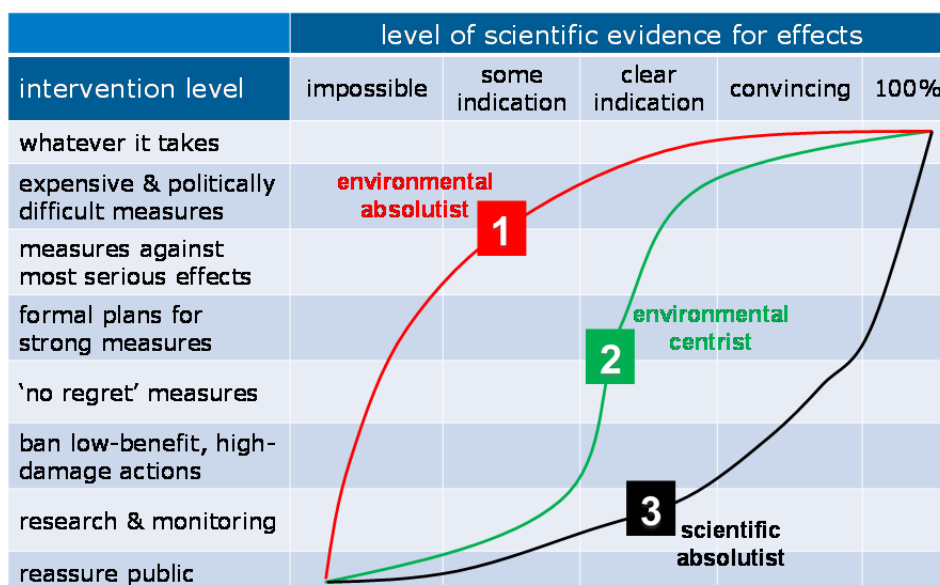 level of scientific evidence for effects
intervention level
impossible
some
indication
clear
indication
convincing
100%
whatever it takes
expensive & politically
difficult measures
measures against
most serious effects
formal plans for
strong measures
‘no regret’ measures
ban low-benefit, high-
damage actions
research & monitoring
reassure public
environmental
absolutist
1
environmental
centrist
2
3
scientific
absolutist